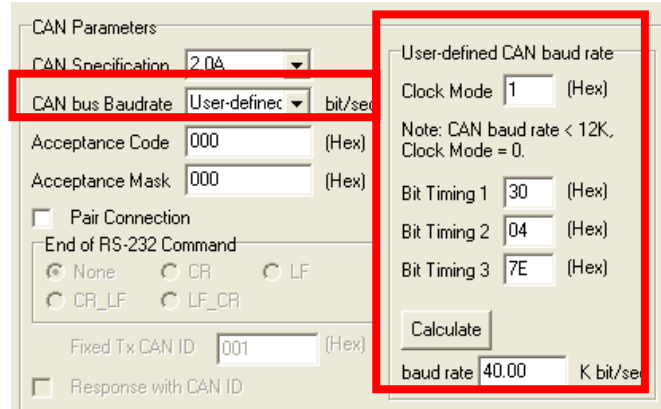 CAN Parameters
CAN Specification 2.0A
CAN bus Baudrate User-defined bit/sec
Acceptance Code 000 (Hex)
Acceptance Mask 000 (Hex)
Pair Connection
End of RS-232 Command
None CR LF
CR_LF LF_CR
Fixed Tx CAN ID 001 (Hex)
Response with CAN ID
User-defined CAN baud rate
Clock Mode 1 (Hex)
Note: CAN baud rate < 12K,
Clock Mode = 0.
Bit Timing 1 30 (Hex)
Bit Timing 2 04 (Hex)
Bit Timing 3 7E (Hex)
Calculate
baud rate 40.00 K bit/sec